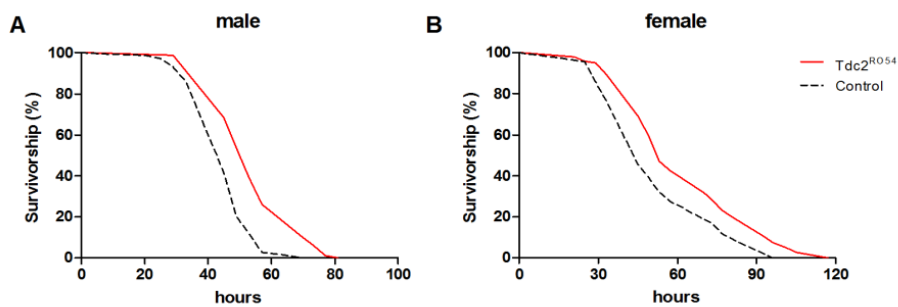 A
male
Survivorship (%)
100
80
60
40
20
0
0 20 40 60 80 100
hours
B
female
Survivorship (%)
100
80
60
40
20
0
0 30 60 90 120
hours
Tdc2RO54
Control